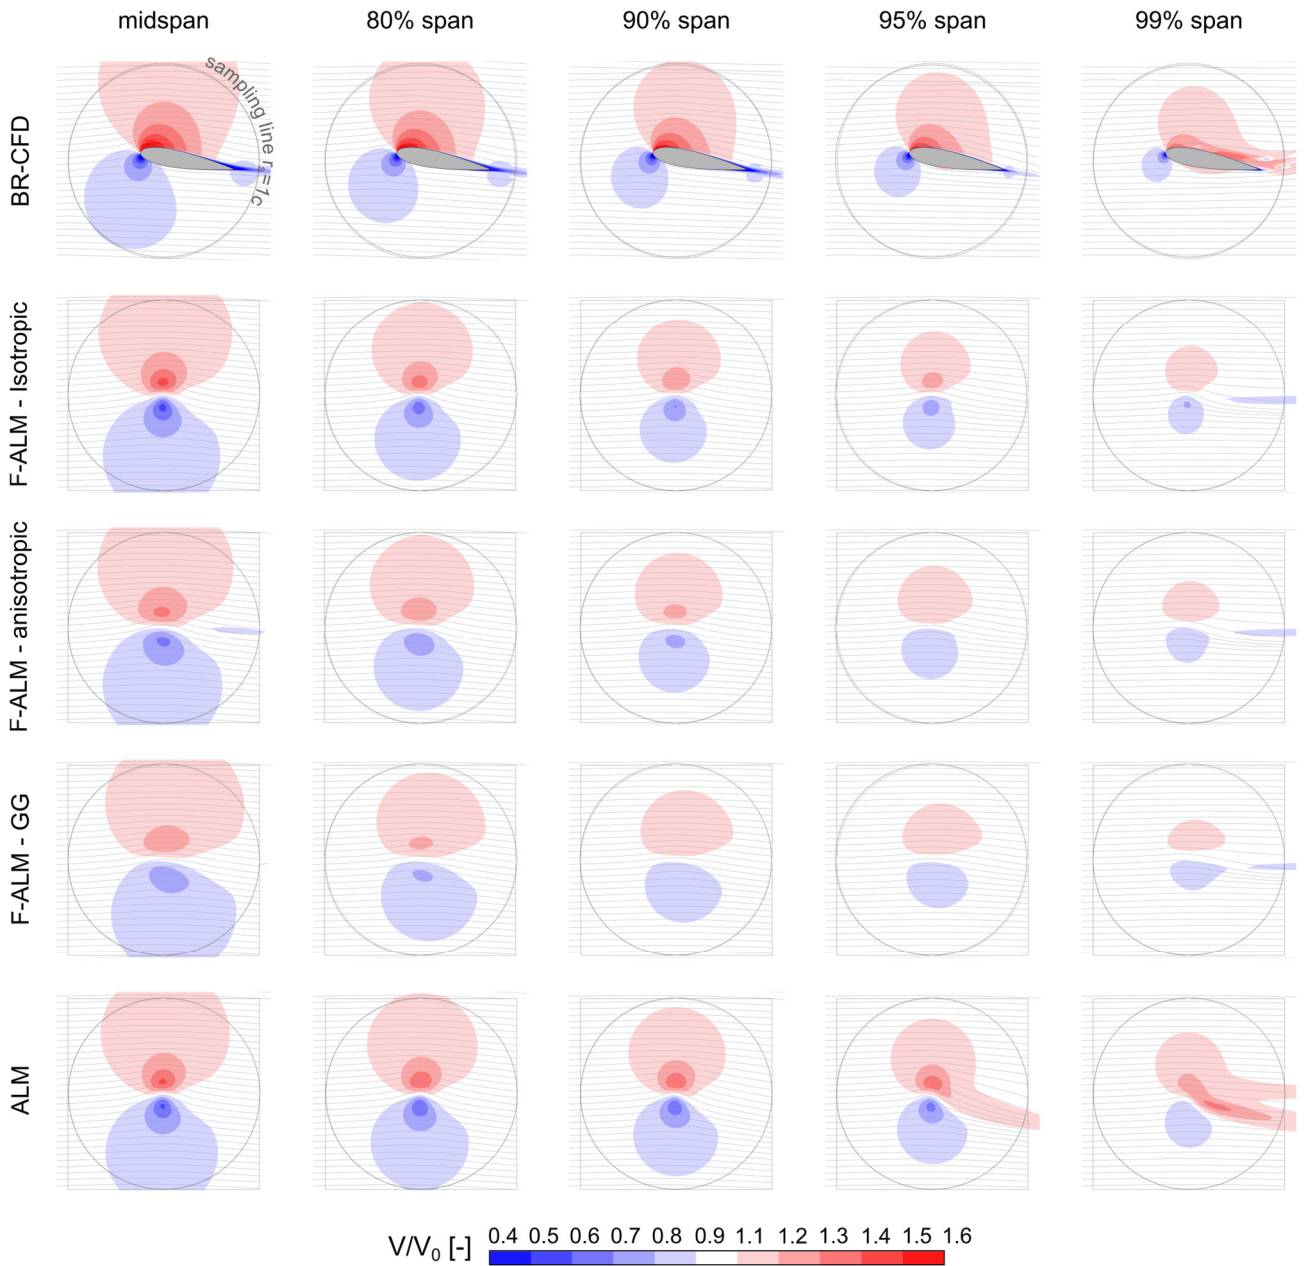 midspan 80% span 90% span 95% span 99% span
BR-CFD
sampling line rₛ=1c
F-ALM - Isotropic
F-ALM - anisotropic
F-ALM - GG
ALM
V/V₀ [-] 0.4 0.5 0.6 0.7 0.8 0.9 1.1 1.2 1.3 1.4 1.5 1.6